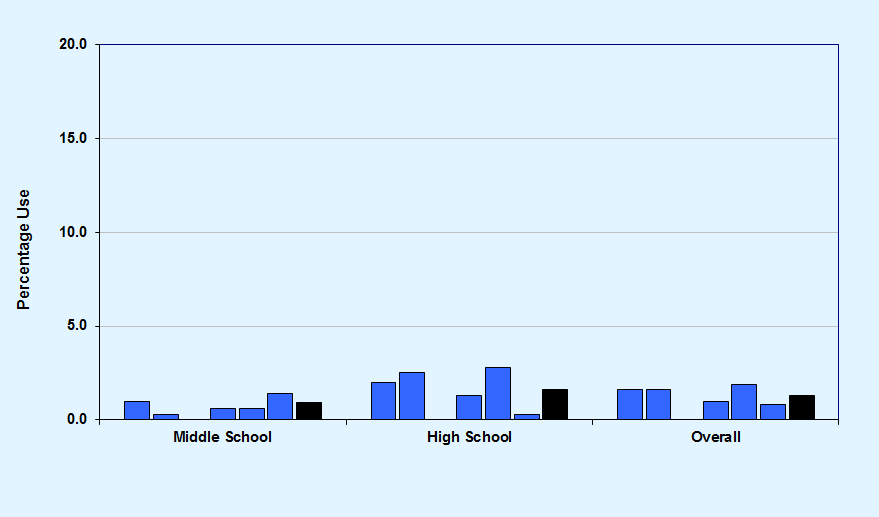 20.0
15.0
10.0
5.0
0.0
Percentage Use
Middle School
High School
Overall